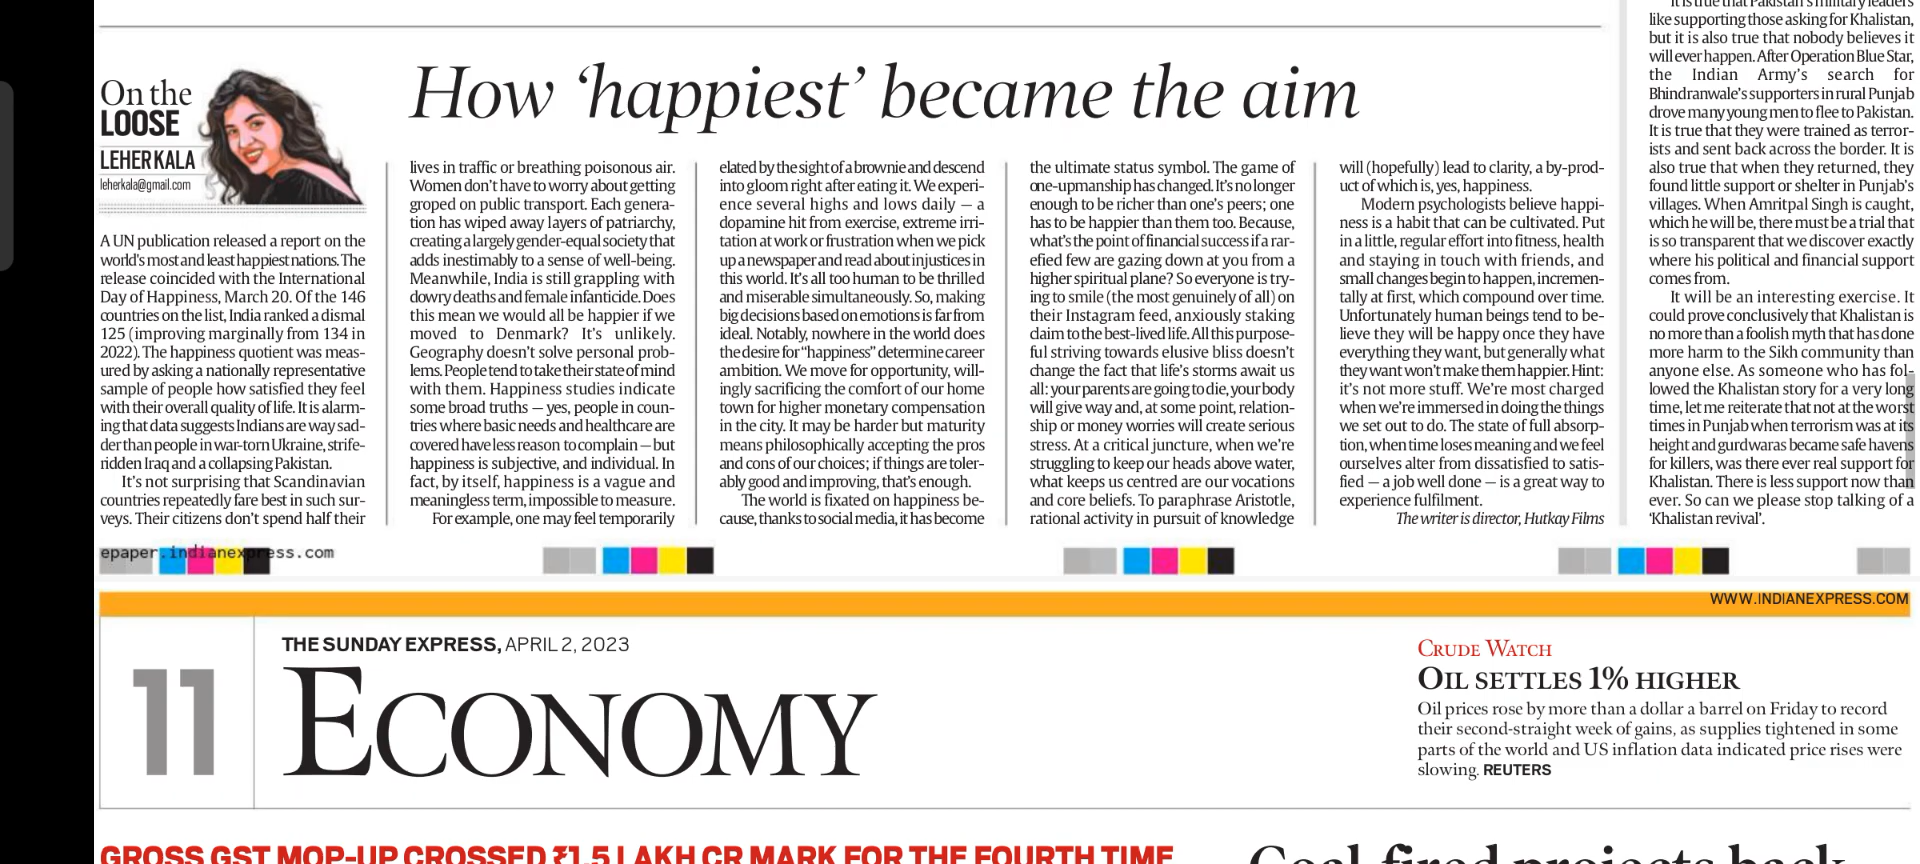 On the
LOOSE
LEHER KALA
leherkala@gmail.com
How ‘happiest’ became the aim
A UN publication released a report on the
world's most and least happiest nations. The
release coincided with the International
Day of Happiness, March 20. Of the 146
countries on the list, India ranked a dismal
125 (improving marginally from 134 in
2022). The happiness quotient was meas-
ured by asking a nationally representative
sample of people how satisfied they feel
with their overall quality of life. It is alarm-
ing that data suggests Indians are way sad-
der than people in war-torn Ukraine, strife-
ridden Iraq and a collapsing Pakistan.
It's not surprising that Scandinavian
countries repeatedly fare best in such sur-
veys. Their citizens don't spend half their
lives in traffic or breathing poisonous air.
Women don't have to worry about getting
groped on public transport. Each genera-
tion has wiped away layers of patriarchy,
creating a largely gender-equal society that
adds inestimably to a sense of well-being.
Meanwhile, India is still grappling with
dowry deaths and female infanticide. Does
this mean we would all be happier if we
moved to Denmark? It's unlikely.
Geography doesn't solve personal prob-
lems. People tend to take their state of mind
with them. Happiness studies indicate
some broad truths — yes, people in coun-
tries where basic needs and healthcare are
covered have less reason to complain — but
happiness is subjective, and individual. In
fact, by itself, happiness is a vague and
meaningless term, impossible to measure.
For example, one may feel temporarily
elated by the sight of a brownie and descend
into gloom right after eating it. We experi-
ence several highs and lows daily — a
dopamine hit from exercise, extreme irri-
tation at work or frustration when we pick
up a newspaper and read about injustices in
this world. It's all too human to be thrilled
and miserable simultaneously. So, making
big decisions based on emotions is far from
ideal. Notably, nowhere in the world does
the desire for “happiness” determine career
ambition. We move for opportunity, will-
ingly sacrificing the comfort of our home
town for higher monetary compensation
in the city. It may be harder but maturity
means philosophically accepting the pros
and cons of our choices; if things are toler-
ably good and improving, that's enough.
The world is fixated on happiness be-
cause, thanks to social media, it has become
the ultimate status symbol. The game of
one-upmanship has changed. It's no longer
enough to be richer than one's peers; one
has to be happier than them too. Because,
what's the point of financial success if a rar-
efied few are gazing down at you from a
higher spiritual plane? So everyone is try-
ing to smile (the most genuinely of all) on
their Instagram feed, anxiously staking
claim to the best-lived life. All this purpose-
ful striving towards elusive bliss doesn't
change the fact that life's storms await us
all: your parents are going to die, your body
will give way and, at some point, relation-
ship or money worries will create serious
stress. At a critical juncture, when we're
struggling to keep our heads above water,
what keeps us centred are our vocations
and core beliefs. To paraphrase Aristotle,
rational activity in pursuit of knowledge
will (hopefully) lead to clarity, a by-prod-
uct of which is, yes, happiness.
Modern psychologists believe happi-
ness is a habit that can be cultivated. Put
in a little, regular effort into fitness, health
and staying in touch with friends, and
small changes begin to happen, incremen-
tally at first, which compound over time.
Unfortunately human beings tend to be-
lieve they will be happy once they have
everything they want, but generally what
they want won't make them happier. Hint:
it's not more stuff. We're most charged
when we're immersed in doing the things
we set out to do. The state of full absorp-
tion, when time loses meaning and we feel
ourselves alter from dissatisfied to satis-
fied — a job well done — is a great way to
experience fulfilment.
The writer is director, Hutkay Films
It is true that Pakistan's military leaders
like supporting those asking for Khalistan,
but it is also true that nobody believes it
will ever happen. After Operation Blue Star,
the Indian Army's search for
Bhindranwale's supporters in rural Punjab
drove many young men to flee to Pakistan.
It is true that they were trained as terror-
ists and sent back across the border. It is
also true that when they returned, they
found little support or shelter in Punjab's
villages. When Amritpal Singh is caught,
which he will be, there must be a trial that
is so transparent that we discover exactly
where his political and financial support
comes from.
It will be an interesting exercise. It
could prove conclusively that Khalistan is
no more than a foolish myth that has done
more harm to the Sikh community than
anyone else. As someone who has fol-
lowed the Khalistan story for a very long
time, let me reiterate that not at the worst
times in Punjab when terrorism was at its
height and gurdwaras became safe havens
for killers, was there ever real support for
Khalistan. There is less support now than
ever. So can we please stop talking of a
‘Khalistan revival’.
epaper.indianexpress.com
WWW.INDIANEXPRESS.COM
11
THE SUNDAY EXPRESS, APRIL 2, 2023
ECONOMY
CRUDE WATCH
OIL SETTLES 1% HIGHER
Oil prices rose by more than a dollar a barrel on Friday to record
their second-straight week of gains, as supplies tightened in some
parts of the world and US inflation data indicated price rises were
slowing. REUTERS
GROSS GST MOP-UP CROSSED ₹1.5 LAKH CR MARK FOR THE FOURTH TIME
Coal-fired projects back